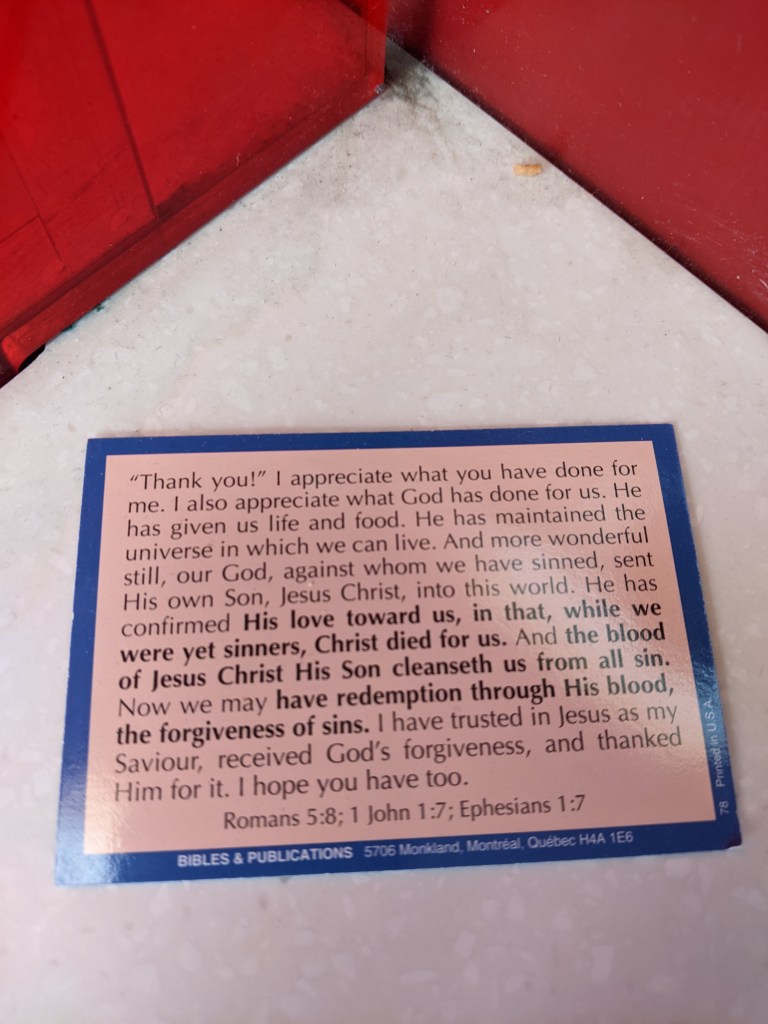 “Thank you!” I appreciate what you have done for
me. I also appreciate what God has done for us. He
has given us life and food. He has maintained the
universe in which we can live. And more wonderful
still, our God, against whom we have sinned, sent
His own Son, Jesus Christ, into this world. He has
confirmed His love toward us, in that, while we
were yet sinners, Christ died for us. And the blood
of Jesus Christ His Son cleanseth us from all sin.
Now we may have redemption through His blood,
the forgiveness of sins. I have trusted in Jesus as my
Saviour, received God’s forgiveness, and thanked
Him for it. I hope you have too.
Romans 5:8; 1 John 1:7; Ephesians 1:7
BIBLES & PUBLICATIONS 5706 Monkland, Montréal, Québec H4A 1E6
78 Printed in U.S.A.